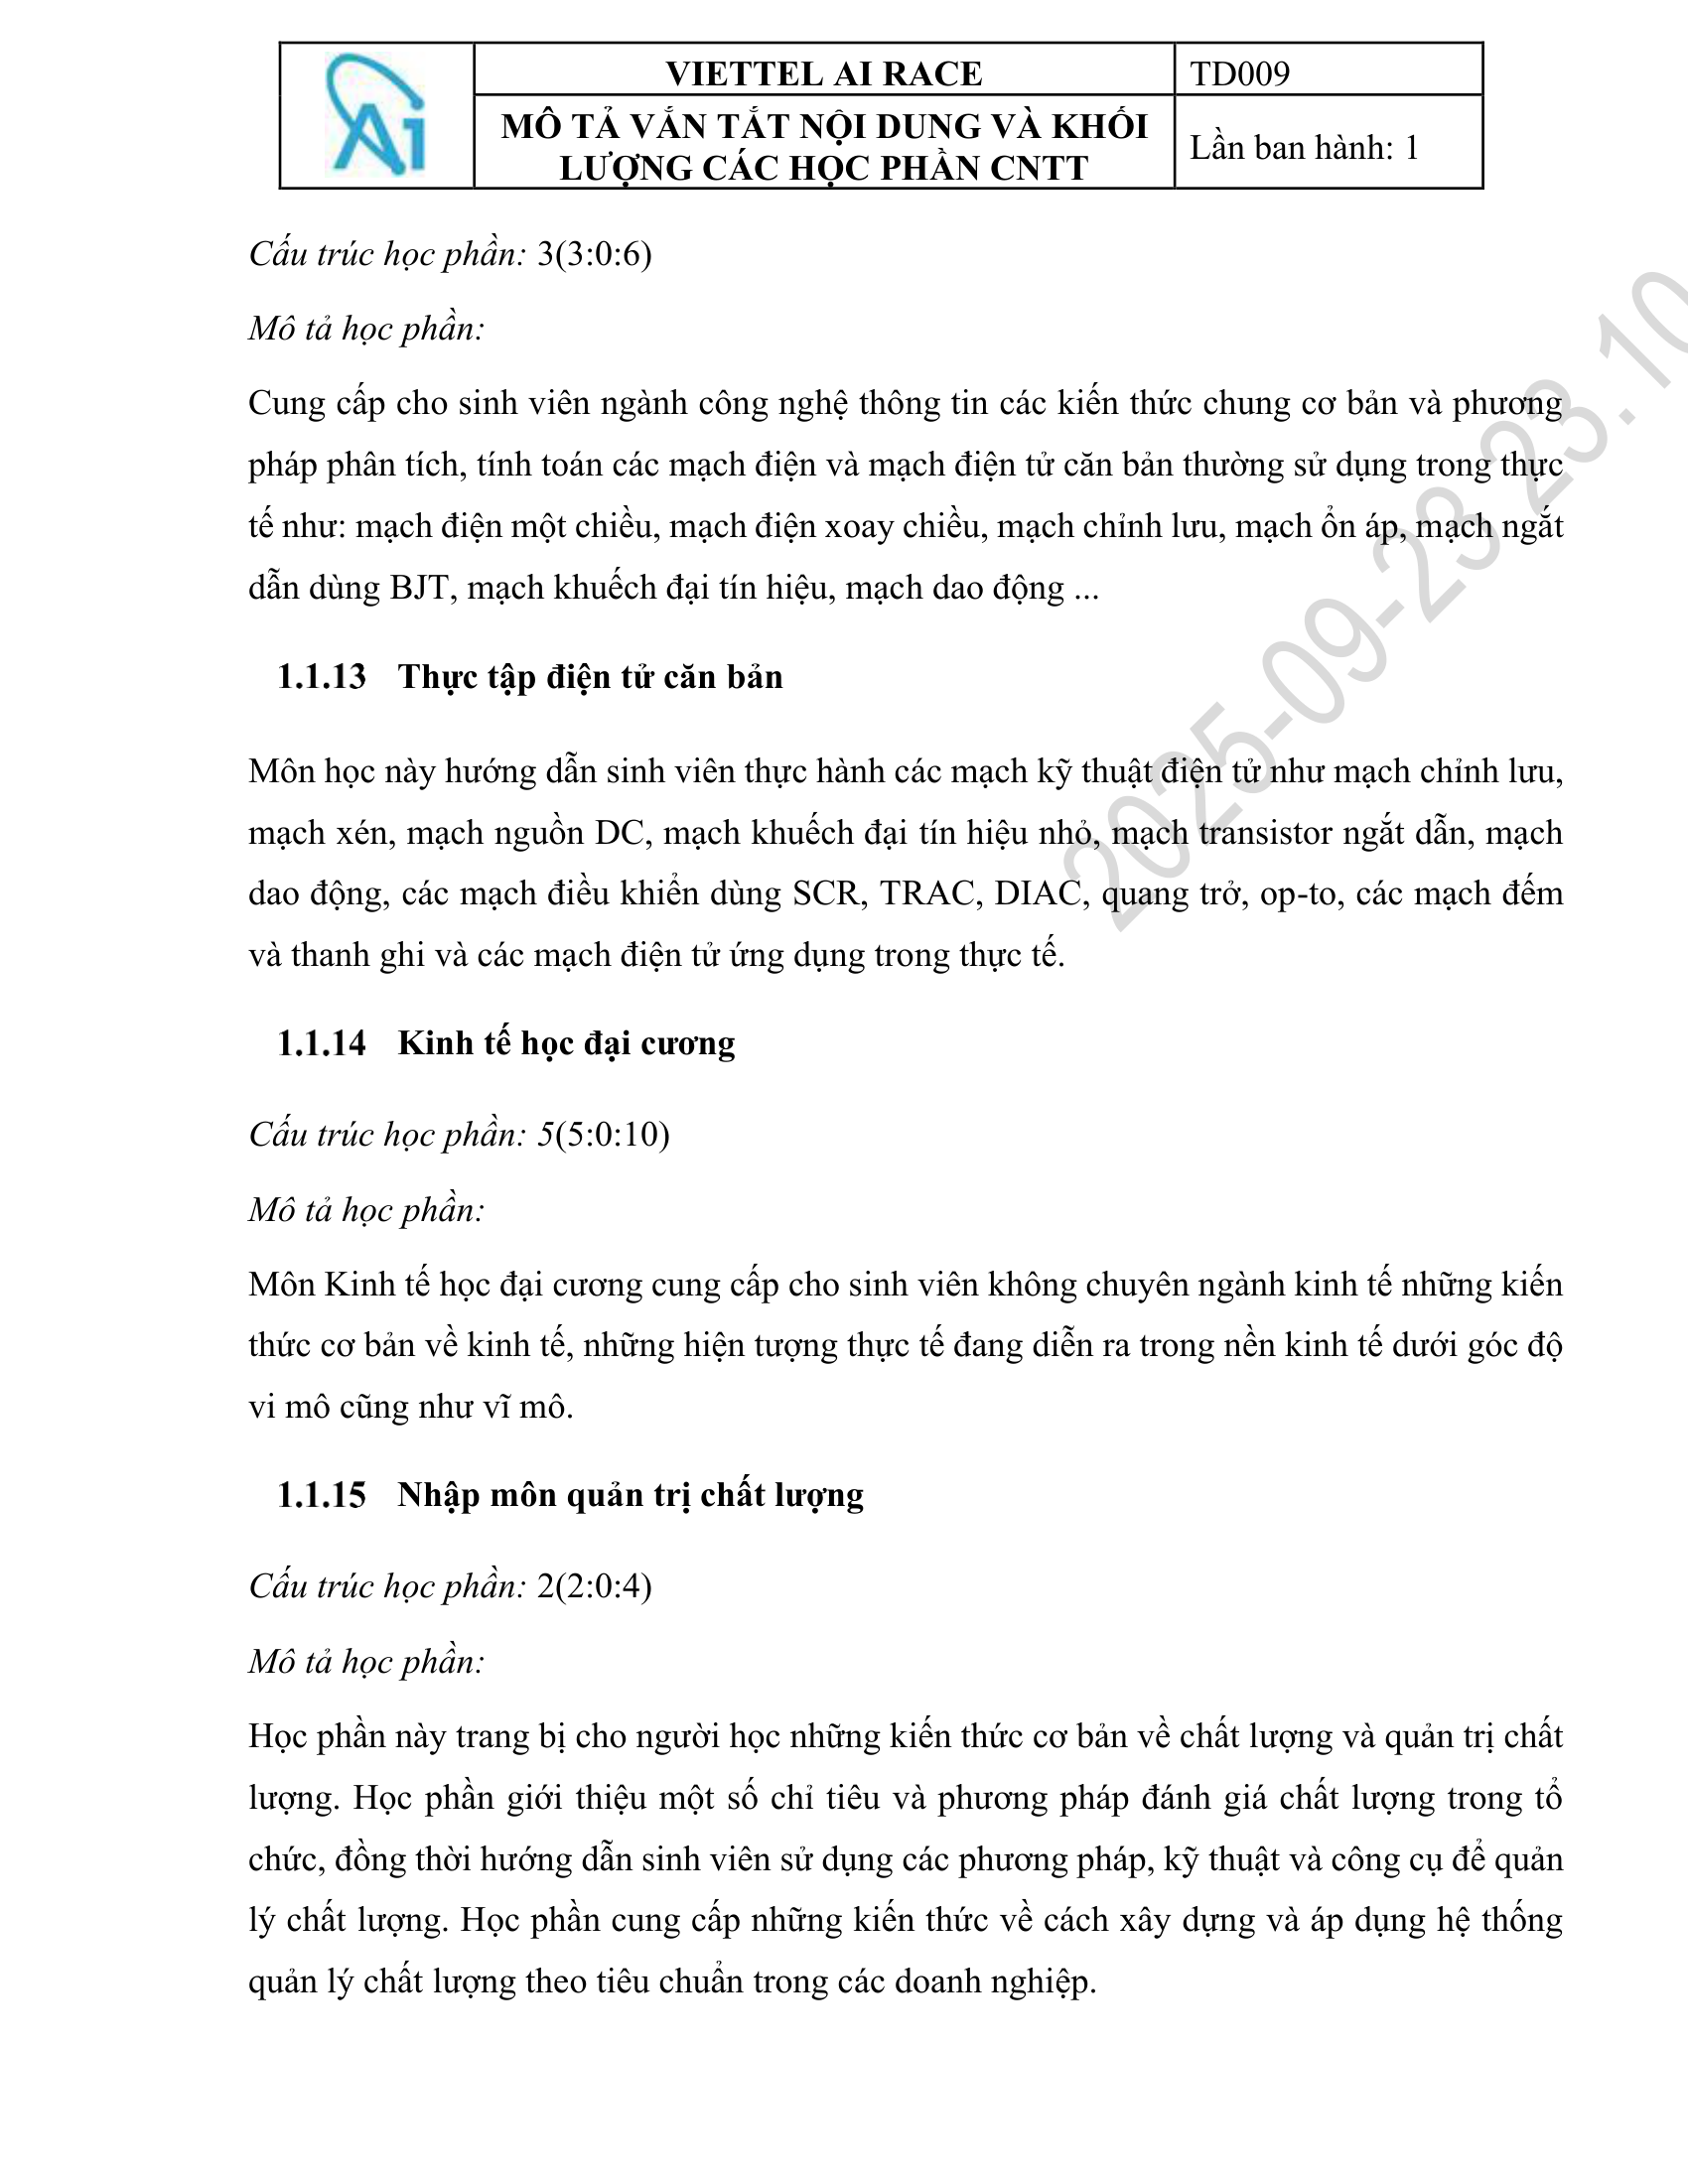 Ai
VIETTEL AI RACE
TD009
MÔ TẢ VẮN TẮT NỘI DUNG VÀ KHỐI
LƯỢNG CÁC HỌC PHẦN CNTT
Lần ban hành: 1
Cấu trúc học phần: 3(3:0:6)
Mô tả học phần:
Cung cấp cho sinh viên ngành công nghệ thông tin các kiến thức chung cơ bản và phương
pháp phân tích, tính toán các mạch điện và mạch điện tử căn bản thường sử dụng trong thực
tế như: mạch điện một chiều, mạch điện xoay chiều, mạch chỉnh lưu, mạch ổn áp, mạch ngắt
dẫn dùng BJT, mạch khuếch đại tín hiệu, mạch dao động ...
1.1.13 Thực tập điện tử căn bản
Môn học này hướng dẫn sinh viên thực hành các mạch kỹ thuật điện tử như mạch chỉnh lưu,
mạch xén, mạch nguồn DC, mạch khuếch đại tín hiệu nhỏ, mạch transistor ngắt dẫn, mạch
dao động, các mạch điều khiển dùng SCR, TRAC, DIAC, quang trở, op-to, các mạch đếm
và thanh ghi và các mạch điện tử ứng dụng trong thực tế.
1.1.14 Kinh tế học đại cương
Cấu trúc học phần: 5(5:0:10)
Mô tả học phần:
Môn Kinh tế học đại cương cung cấp cho sinh viên không chuyên ngành kinh tế những kiến
thức cơ bản về kinh tế, những hiện tượng thực tế đang diễn ra trong nền kinh tế dưới góc độ
vi mô cũng như vĩ mô.
1.1.15 Nhập môn quản trị chất lượng
Cấu trúc học phần: 2(2:0:4)
Mô tả học phần:
Học phần này trang bị cho người học những kiến thức cơ bản về chất lượng và quản trị chất
lượng. Học phần giới thiệu một số chỉ tiêu và phương pháp đánh giá chất lượng trong tổ
chức, đồng thời hướng dẫn sinh viên sử dụng các phương pháp, kỹ thuật và công cụ để quản
lý chất lượng. Học phần cung cấp những kiến thức về cách xây dựng và áp dụng hệ thống
quản lý chất lượng theo tiêu chuẩn trong các doanh nghiệp.
2025-09-23 23.10